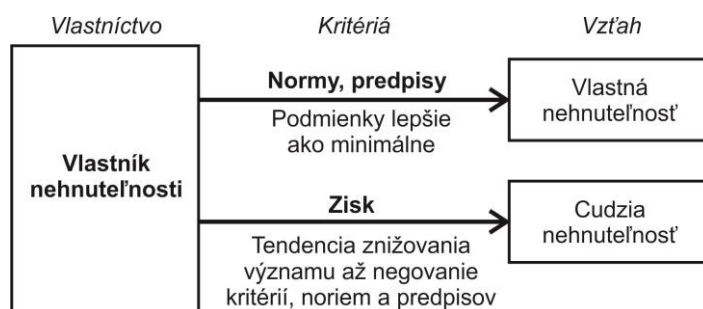 Vlastníctvo
Kritériá
Vzťah
Vlastník
nehnuteľnosti
Normy, predpisy
Podmienky lepšie
ako minimálne
Vlastná
nehnuteľnosť
Zisk
Tendencia znižovania
významu až negovanie
kritérií, noriem a predpisov
Cudzia
nehnuteľnosť